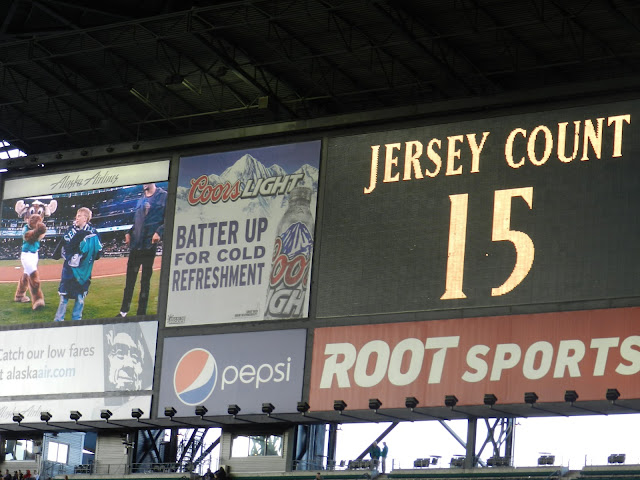 Alaska Airlines
Coors LIGHT
BATTER UP
FOR COLD
REFRESHMENT
JERSEY COUNT
15
Catch our low fares
at alaskaair.com
pepsi
ROOT SPORTS